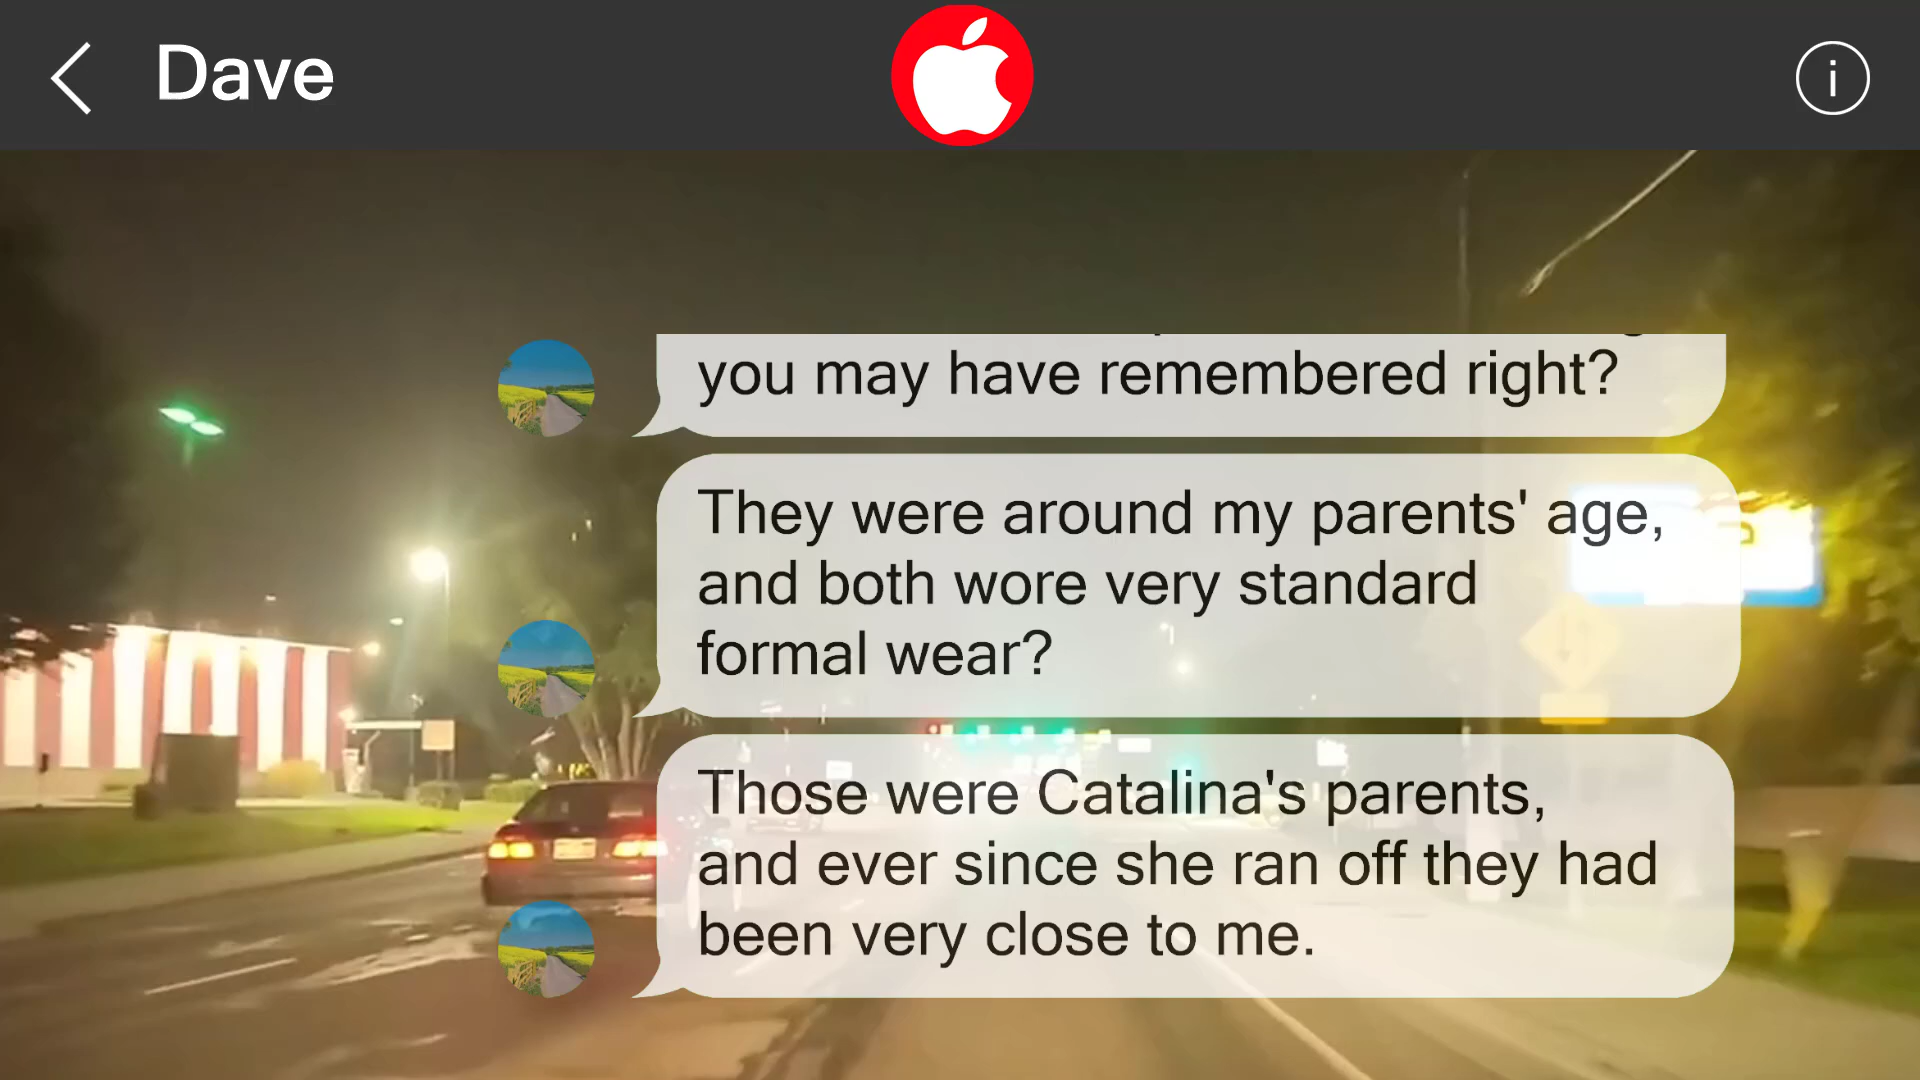 Dave
you may have remembered right?
They were around my parents' age,
and both wore very standard
formal wear?
Those were Catalina's parents,
and ever since she ran off they had
been very close to me.